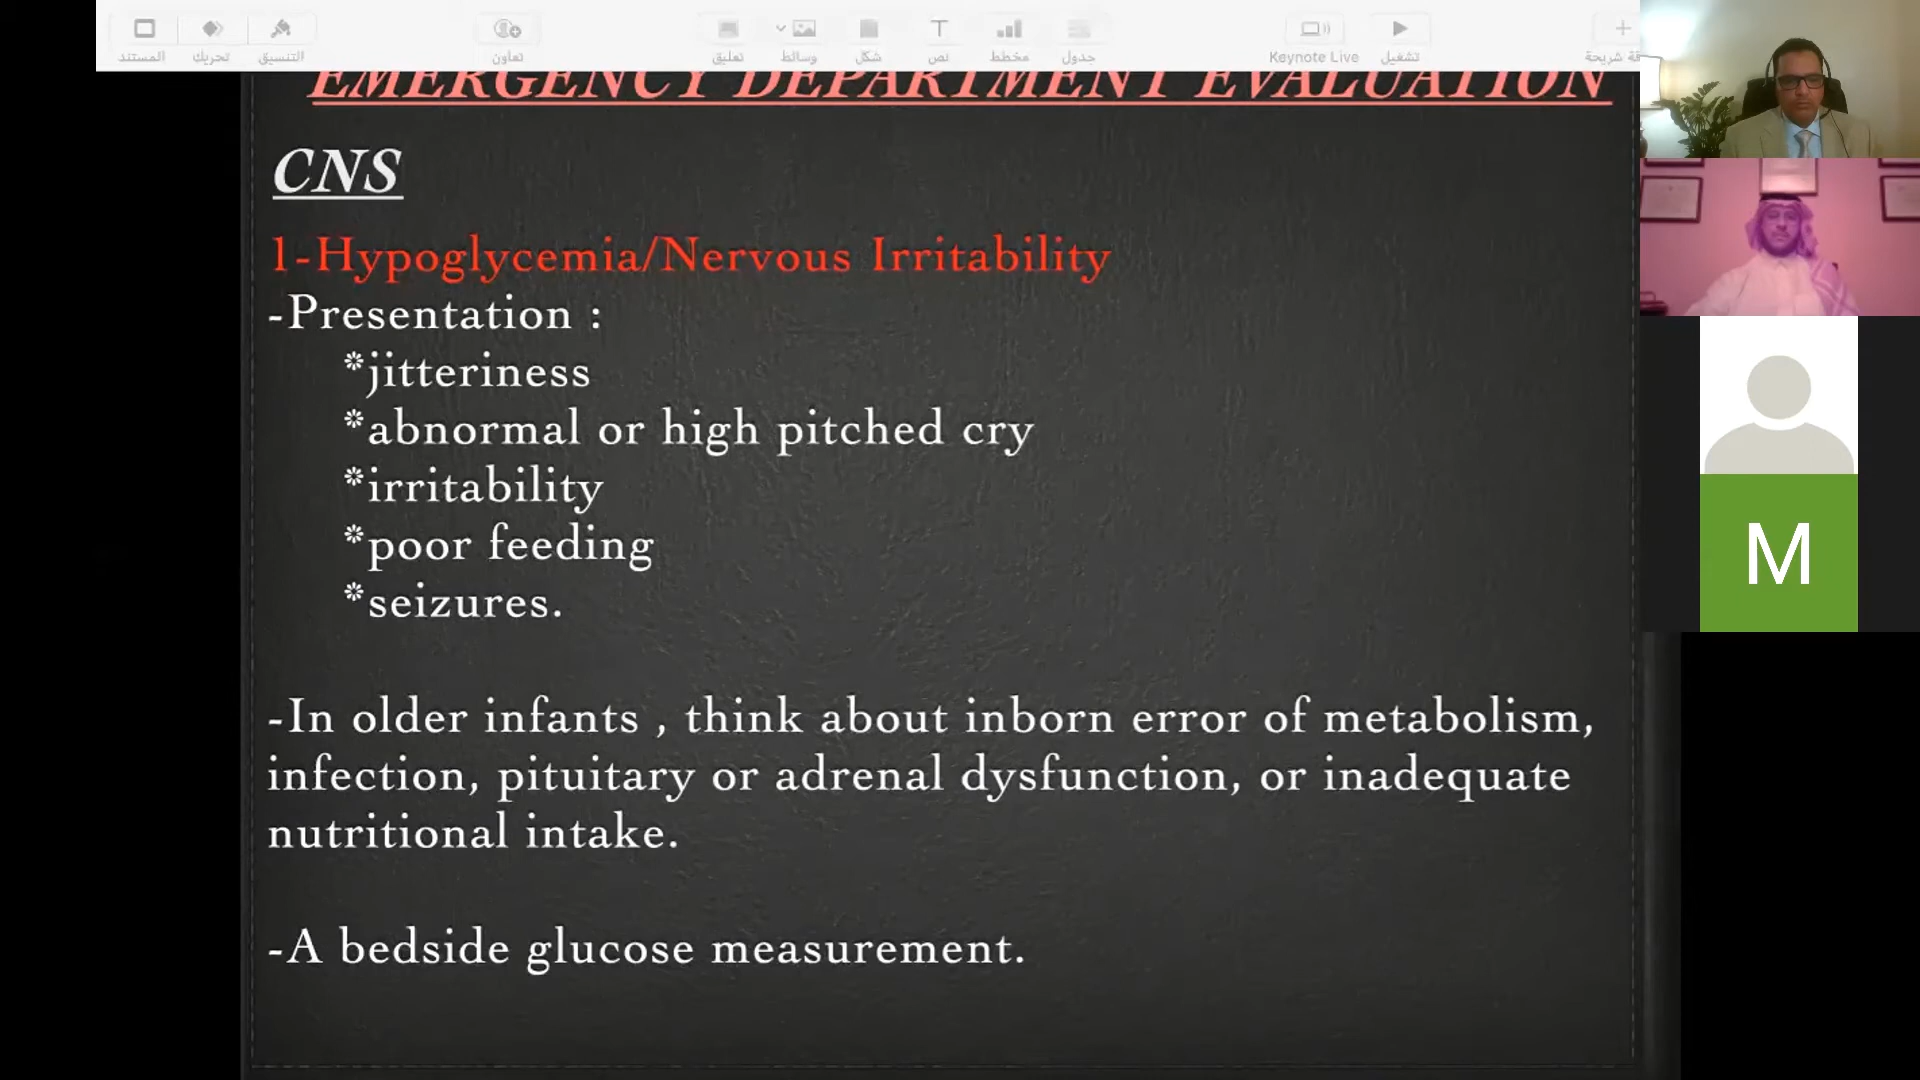 المستند
تحريك
التنسيق
تعاون
تعليق
وسائط
شكل
نص
مخطط
جدول
Keynote Live
تشغيل
شريحة
EMERGENCY DEPARTMENT EVALUATION
CNS
1-Hypoglycemia/Nervous Irritability
-Presentation :
*jitteriness
*abnormal or high pitched cry
*irritability
*poor feeding
*seizures.
-In older infants , think about inborn error of metabolism,
infection, pituitary or adrenal dysfunction, or inadequate
nutritional intake.
-A bedside glucose measurement.
M